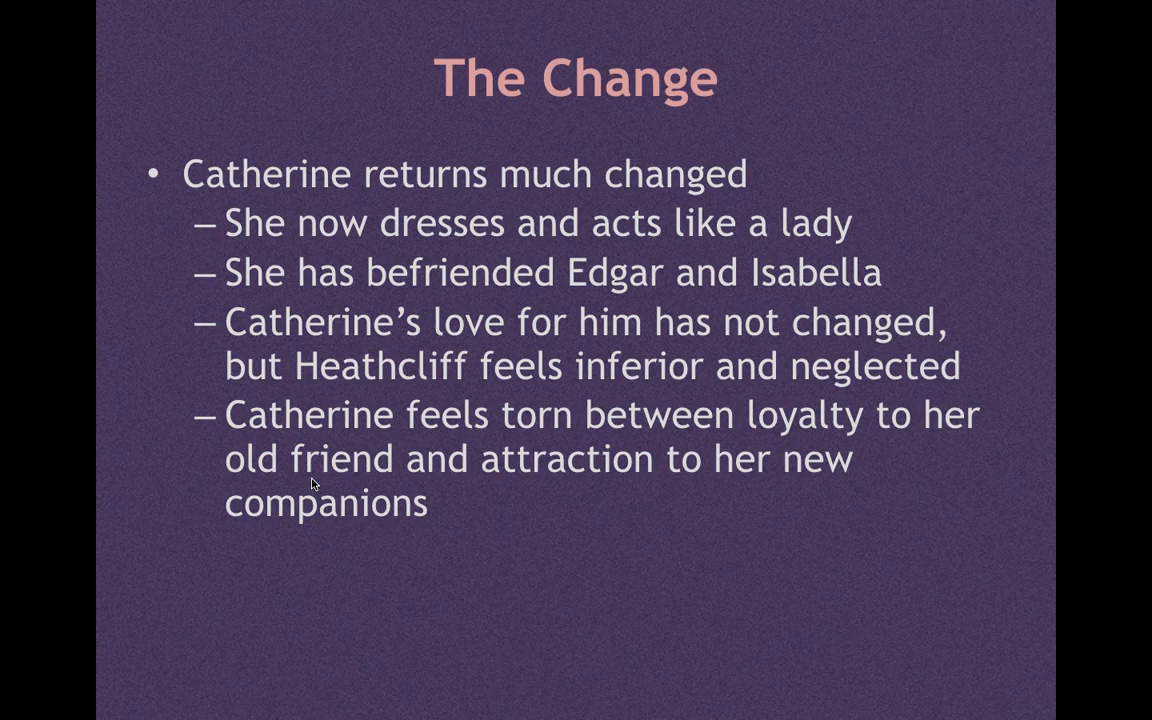 The Change
• Catherine returns much changed
– She now dresses and acts like a lady
– She has befriended Edgar and Isabella
– Catherine’s love for him has not changed,
but Heathcliff feels inferior and neglected
– Catherine feels torn between loyalty to her
old friend and attraction to her new
companions